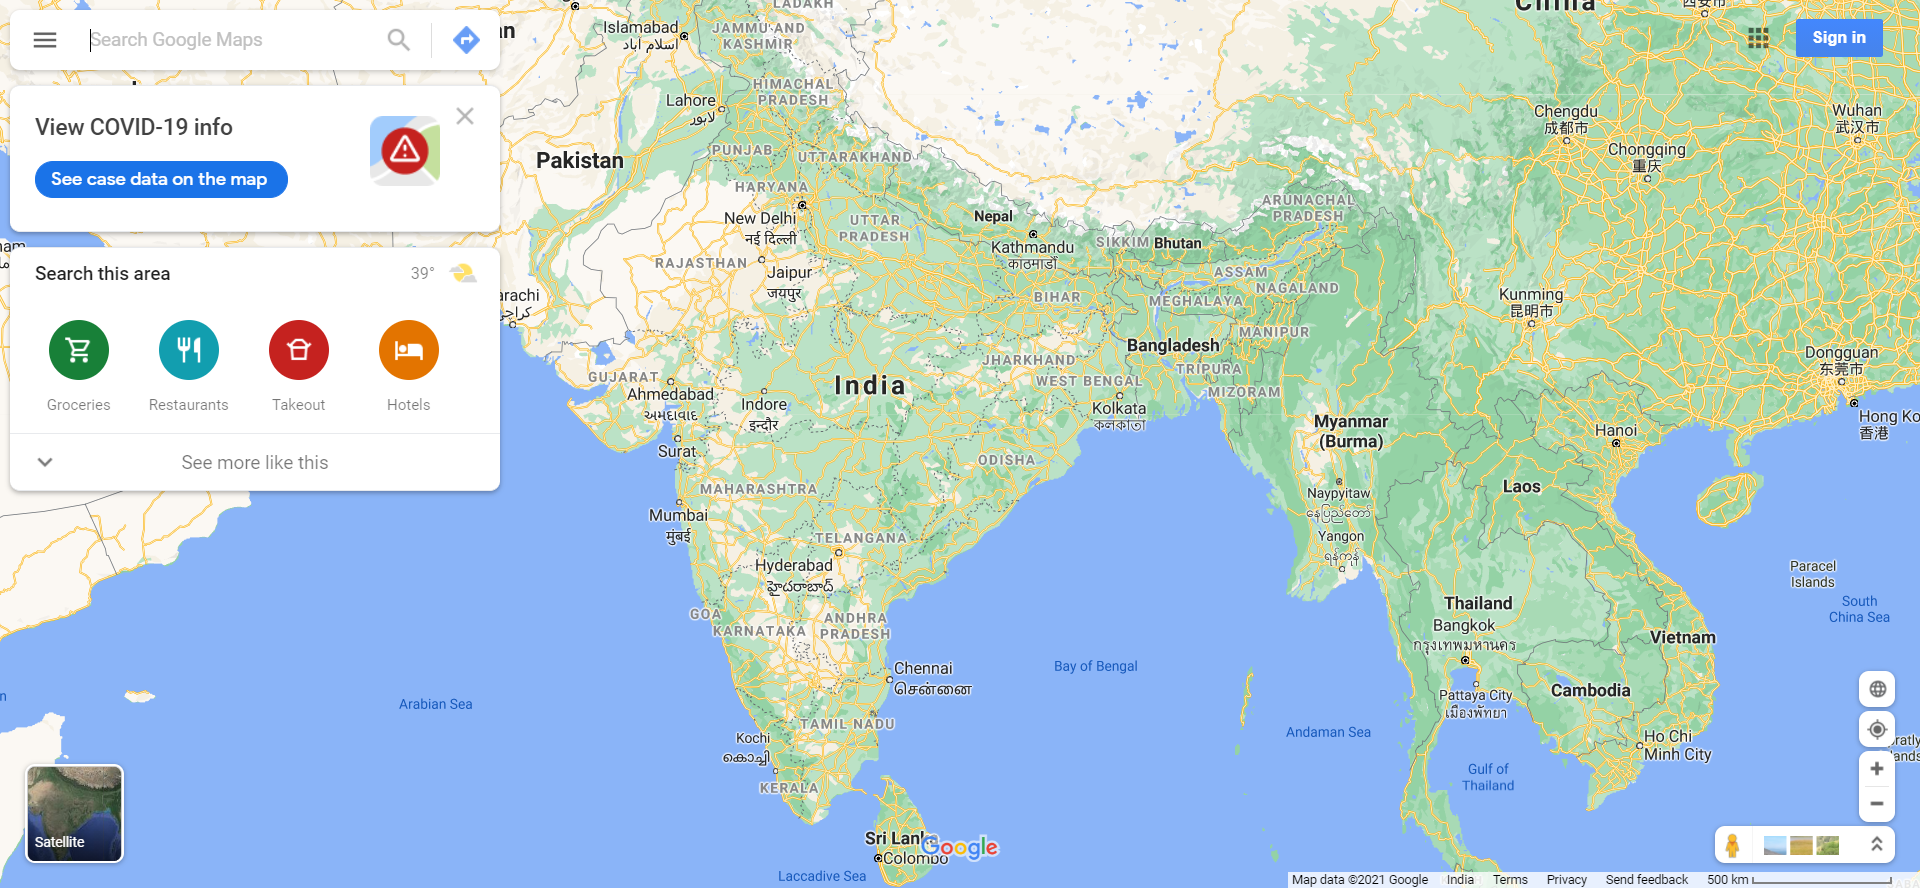 Search Google Maps
Sign in
View COVID-19 info
See case data on the map
Search this area
39°
Groceries
Restaurants
Takeout
Hotels
See more like this
Satellite
LADAKH
Islamabad
اسلام آباد
JAMMU AND
KASHMIR
HIMACHAL
PRADESH
Lahore
لاہور
PUNJAB
Pakistan
UTTARAKHAND
HARYANA
New Delhi
नई दिल्ली
UTTAR
PRADESH
Nepal
Kathmandu
काठमाडौं
SIKKIM
Bhutan
ARUNACHAL
PRADESH
RAJASTHAN
Jaipur
जयपुर
ASSAM
NAGALAND
BIHAR
MEGHALAYA
MANIPUR
Bangladesh
JHARKHAND
TRIPURA
WEST BENGAL
MIZORAM
GUJARAT
Ahmedabad
અમદાવાદ
India
Indore
इन्दौर
Kolkata
কলকাতা
Surat
ODISHA
MAHARASHTRA
Mumbai
मुंबई
TELANGANA
Hyderabad
హైదరాబాద్
GOA
KARNATAKA
ANDHRA
PRADESH
Chennai
சென்னை
Bay of Bengal
Arabian Sea
TAMIL NADU
Kochi
കൊച്ചി
KERALA
Colombo
Laccadive Sea
Google
China
Chengdu
成都市
Wuhan
武汉市
Chongqing
重庆
Kunming
昆明市
Dongguan
东莞市
香港
Myanmar
(Burma)
Hanoi
Laos
Naypyitaw
နေပြည်တော်
Yangon
ရန်ကုန်
Paracel
Islands
South
China Sea
Thailand
Bangkok
กรุงเทพมหานคร
Vietnam
Pattaya City
เมืองพัทยา
Cambodia
Andaman Sea
Ho Chi
Minh City
Gulf of
Thailand
Map data ©2021 Google India Terms Privacy Send feedback 500 km